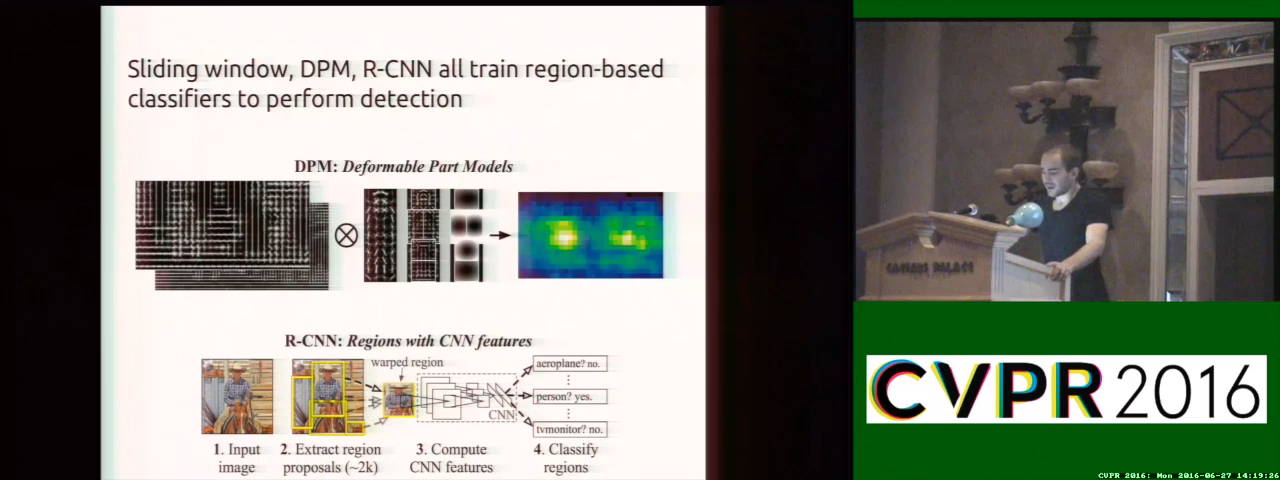 Sliding window, DPM, R-CNN all train region-based
classifiers to perform detection
DPM: Deformable Part Models
R-CNN: Regions with CNN features
warped region
aeroplane? no.
person? yes.
tvmonitor? no.
CNN
1. Input
image
2. Extract region
proposals (~2k)
3. Compute
CNN features
4. Classify
regions
CAESARS PALACE
CVPR 2016
CVPR 2016: Mon 2016-06-27 14:19:26